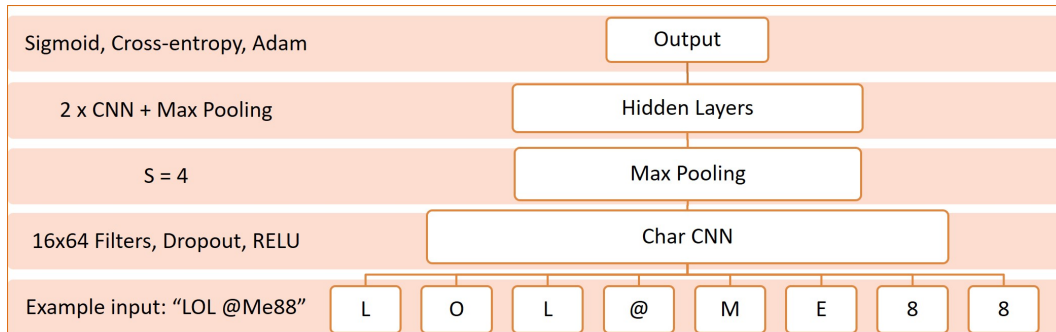 Sigmoid, Cross-entropy, Adam
Output
2 x CNN + Max Pooling
Hidden Layers
S = 4
Max Pooling
16x64 Filters, Dropout, RELU
Char CNN
Example input: “LOL @Me88”
L O L @ M E 8 8